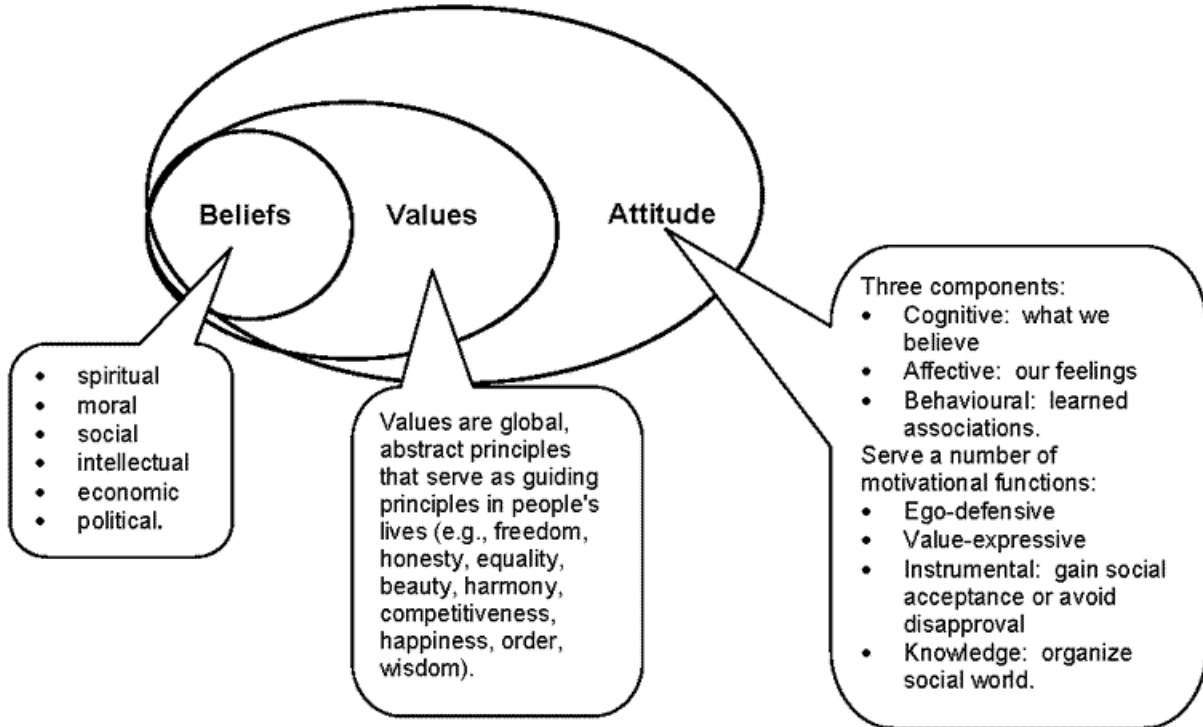 Beliefs
Values
Attitude
• spiritual
• moral
• social
• intellectual
• economic
• political.
Values are global,
abstract principles
that serve as guiding
principles in people's
lives (e.g., freedom,
honesty, equality,
beauty, harmony,
competitiveness,
happiness, order,
wisdom).
Three components:
• Cognitive: what we
believe
• Affective: our feelings
• Behavioural: learned
associations.
Serve a number of
motivational functions:
• Ego-defensive
• Value-expressive
• Instrumental: gain social
acceptance or avoid
disapproval
• Knowledge: organize
social world.